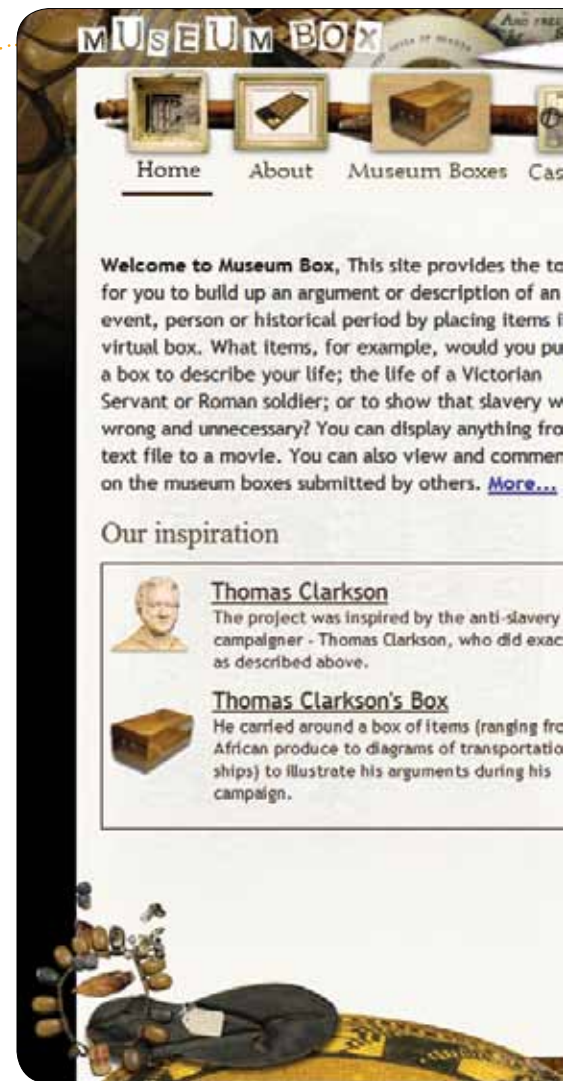 MUSEUM BOX
Home About Museum Boxes Cas
Welcome to Museum Box, This site provides the to
for you to build up an argument or description of an
event, person or historical period by placing items i
virtual box. What items, for example, would you pu
a box to describe your life; the life of a Victorian
Servant or Roman soldier; or to show that slavery w
wrong and unnecessary? You can display anything fro
text file to a movie. You can also view and commen
on the museum boxes submitted by others. More...
Our inspiration
Thomas Clarkson
The project was inspired by the anti-slavery
campaigner - Thomas Clarkson, who did exac
as described above.
Thomas Clarkson's Box
He carried around a box of items (ranging fro
African produce to diagrams of transportatio
ships) to illustrate his arguments during his
campaign.